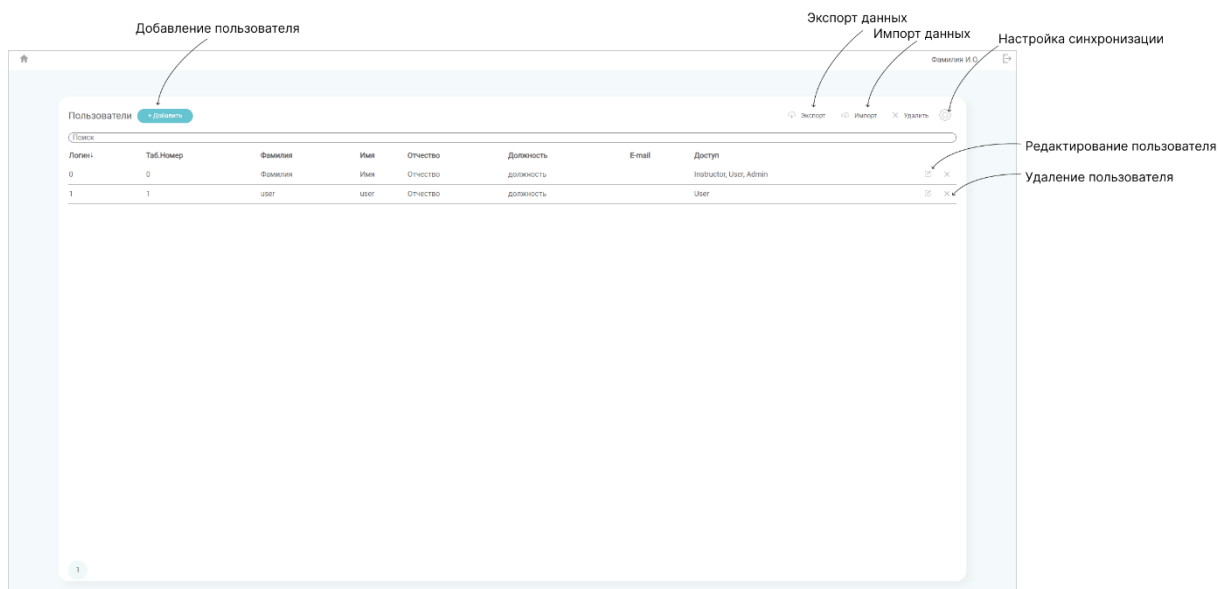 Экспорт данных
Добавление пользователя
Импорт данных
Настройка синхронизации
Фамилия И.О.
Пользователи + Добавить Экспорт Импорт Удалить
Поиск
Логин↓ Таб.Номер Фамилия Имя Отчество Должность E-mail Доступ
Редактирование пользователя
0 0 Фамилия Имя Отчество должность Instructor, User, Admin
Удаление пользователя
1 1 user user Отчество должность User
1